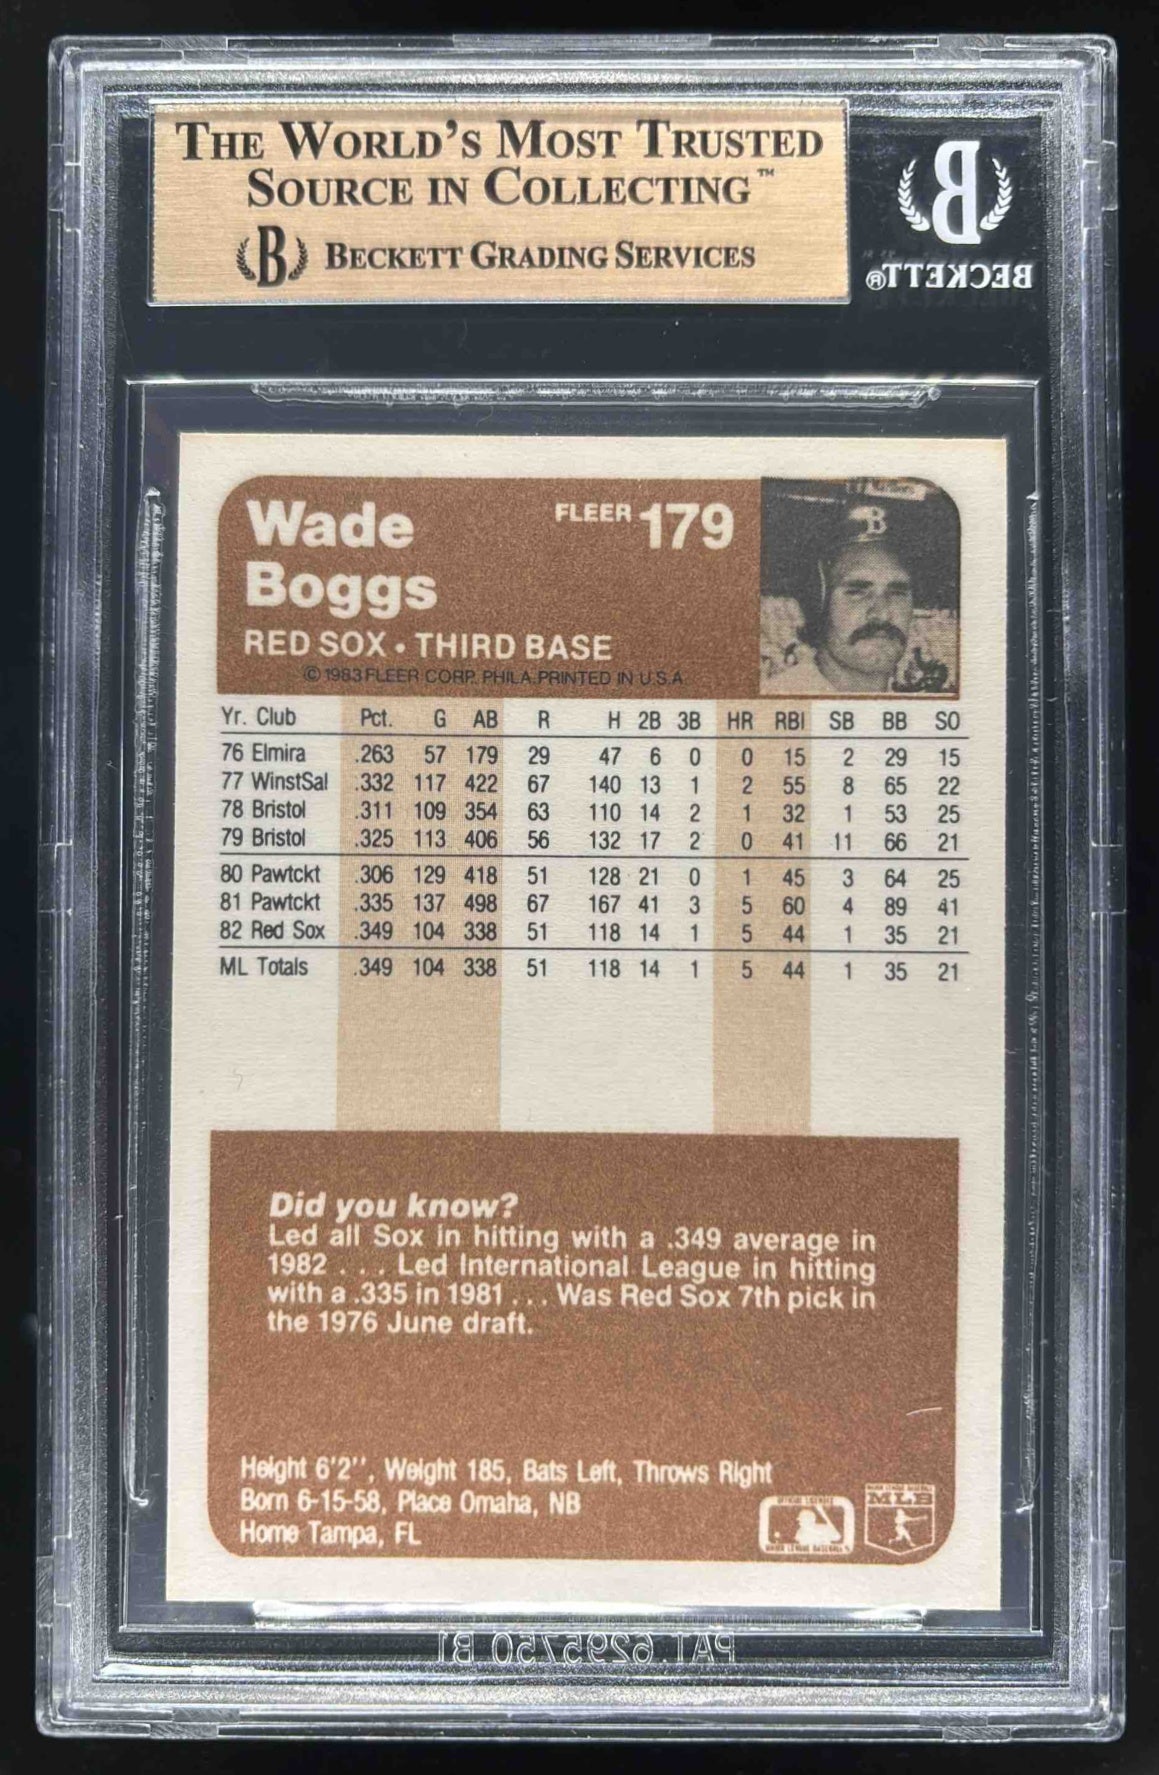 THE WORLD'S MOST TRUSTED
SOURCE IN COLLECTING™
B BECKETT GRADING SERVICES
B
BECKETT®
Wade
Boggs
FLEER 179
B
RED SOX • THIRD BASE
© 1983 FLEER CORP. PHILA. PRINTED IN U.S.A.
Yr. Club Pct. G AB R H 2B 3B HR RBI SB BB SO
76 Elmira .263 57 179 29 47 6 0 0 15 2 29 15
77 WinstSal .332 117 422 67 140 13 1 2 55 8 65 22
78 Bristol .311 109 354 63 110 14 2 1 32 1 53 25
79 Bristol .325 113 406 56 132 17 2 0 41 11 66 21
80 Pawtckt .306 129 418 51 128 21 0 1 45 3 64 25
81 Pawtckt .335 137 498 67 167 41 3 5 60 4 89 41
82 Red Sox .349 104 338 51 118 14 1 5 44 1 35 21
ML Totals .349 104 338 51 118 14 1 5 44 1 35 21
Did you know?
Led all Sox in hitting with a .349 average in
1982 . . . Led International League in hitting
with a .335 in 1981 . . . Was Red Sox 7th pick in
the 1976 June draft.
Height 6'2'', Weight 185, Bats Left, Throws Right
Born 6-15-58, Place Omaha, NB
Home Tampa, FL
MLB
PAT. 6295750 B1